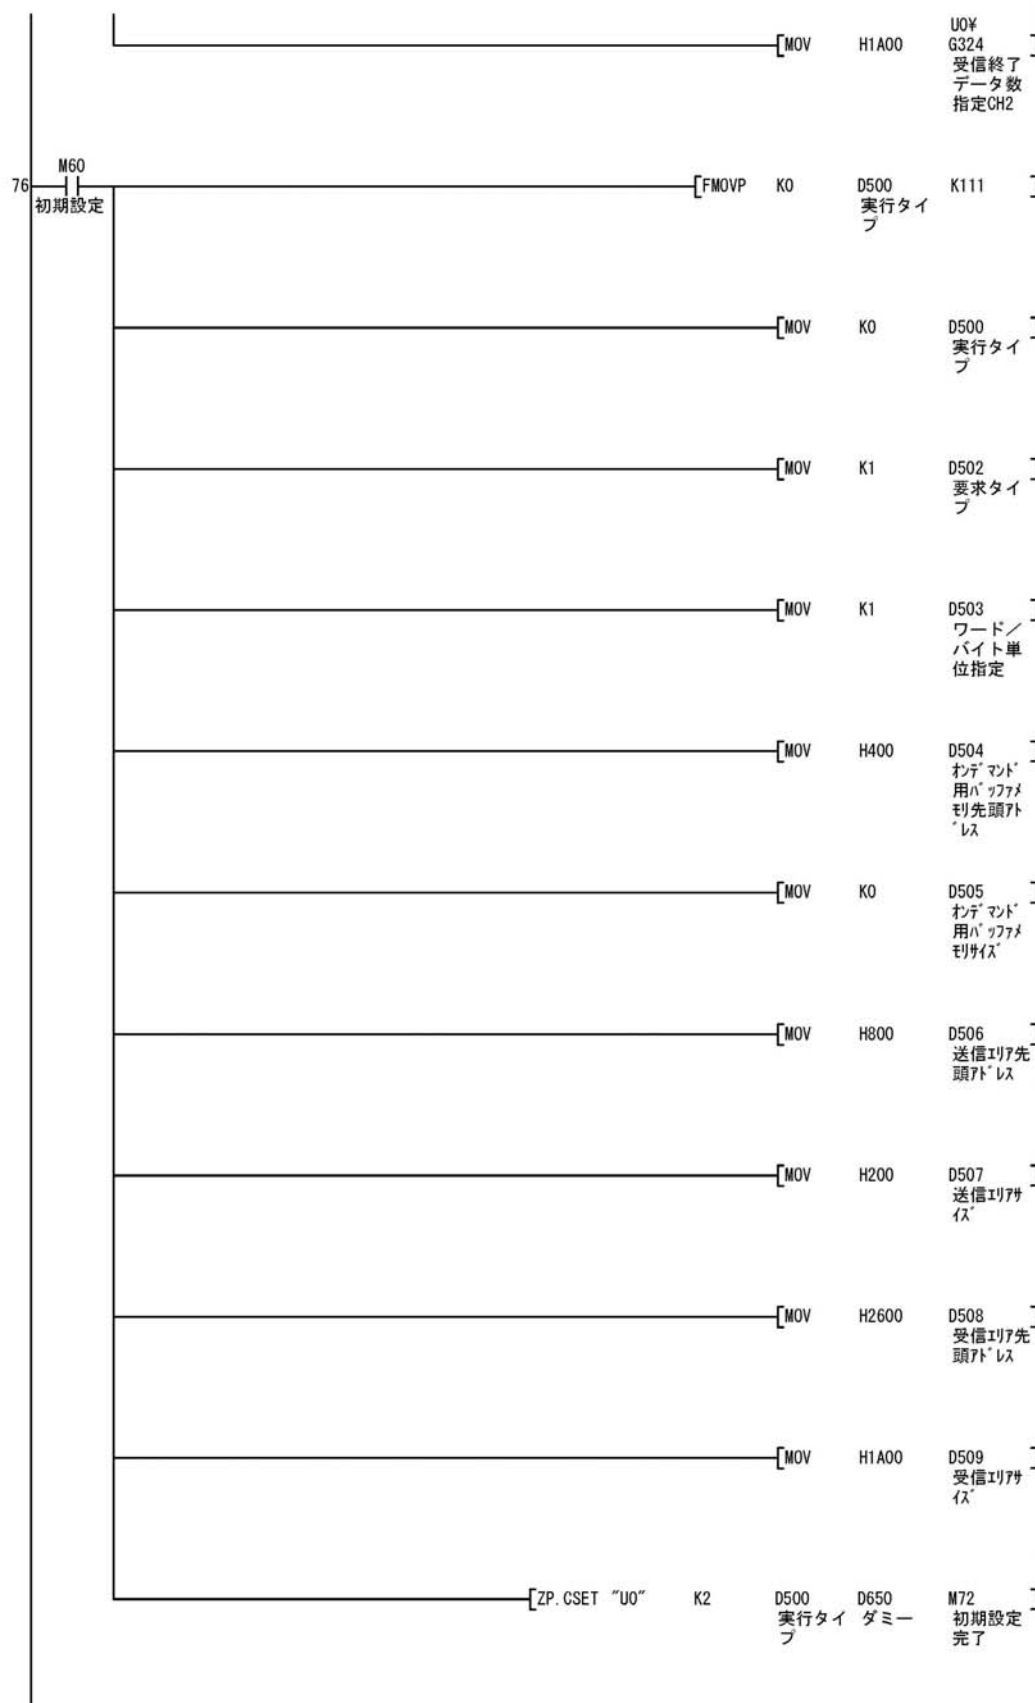 U0¥
[MOV H1A00 G324 ]
受信終了
データ数
指定CH2
M60
76 [FMOVP K0 D500 K111 ]
初期設定 実行タイ
プ
[MOV K0 D500 ]
実行タイ
プ
[MOV K1 D502 ]
要求タイ
プ
[MOV K1 D503 ]
ワード／
バイト単
位指定
[MOV H400 D504 ]
ｵﾝﾃﾞﾏﾝﾄﾞ
用ﾊﾞｯﾌｧﾒ
ﾓﾘ先頭ｱﾄ
ﾞﾚｽ
[MOV K0 D505 ]
ｵﾝﾃﾞﾏﾝﾄﾞ
用ﾊﾞｯﾌｧﾒ
ﾓﾘｻｲｽﾞ
[MOV H800 D506 ]
送信ｴﾘｱ先
頭ｱﾄﾞﾚｽ
[MOV H200 D507 ]
送信ｴﾘｱｻ
ｲｽﾞ
[MOV H2600 D508 ]
受信ｴﾘｱ先
頭ｱﾄﾞﾚｽ
[MOV H1A00 D509 ]
受信ｴﾘｱｻ
ｲｽﾞ
[ZP.CSET "U0" K2 D500 D650 M72 ]
実行タイ ダミー 初期設定
プ 完了